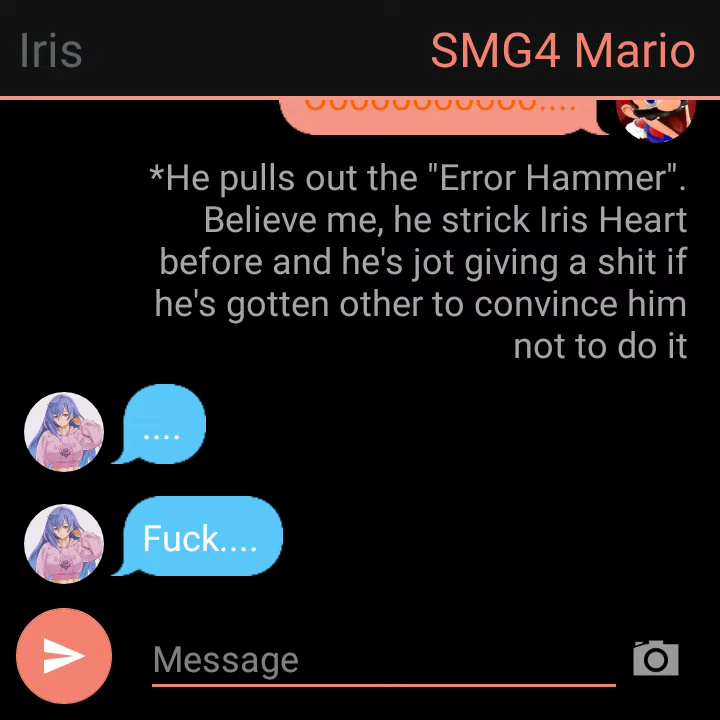 Iris
SMG4 Mario
*He pulls out the "Error Hammer".
Believe me, he strick Iris Heart
before and he's jot giving a shit if
he's gotten other to convince him
not to do it
....
Fuck....
Message